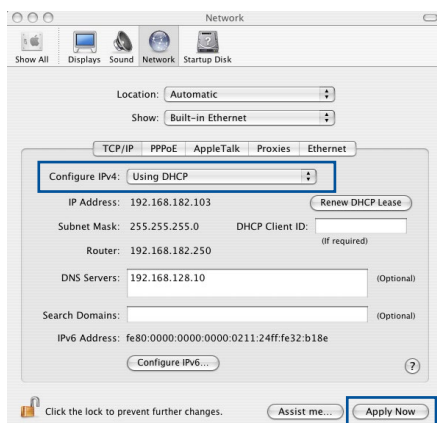 Network
Show All Displays Sound Network Startup Disk
Location: Automatic
Show: Built-in Ethernet
TCP/IP PPPoE AppleTalk Proxies Ethernet
Configure IPv4: Using DHCP
IP Address: 192.168.182.103 Renew DHCP Lease
Subnet Mask: 255.255.255.0 DHCP Client ID:
(If required)
Router: 192.168.182.250
DNS Servers: 192.168.128.10 (Optional)
Search Domains: (Optional)
IPv6 Address: fe80:0000:0000:0000:0211:24ff:fe32:b18e
Configure IPv6... ?
Click the lock to prevent further changes. Assist me... Apply Now